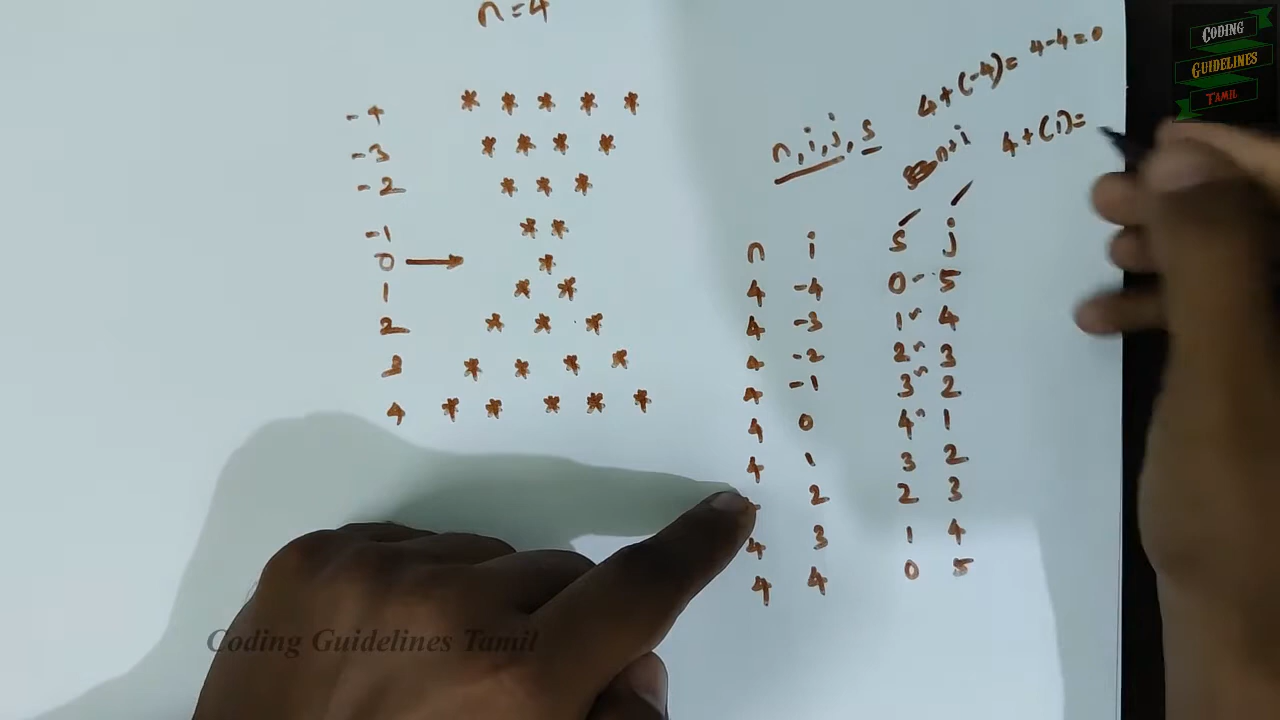 n=4
-4 * * * * *
-3 * * * *
-2 * * *
-1 * *
0 → *
1 * *
2 * * *
3 * * * *
4 * * * * *
n, i, j, s
n+i
4+(-4)= 4-4=0
4+(1)=
n i s j
4 -4 0 5
4 -3 1 4
4 -2 2 3
4 -1 3 2
4 0 4 1
4 1 3 2
2 2 3
4 3 1 4
4 4 0 5
CODING
GUIDELINES
TAMIL
Coding Guidelines Tamil